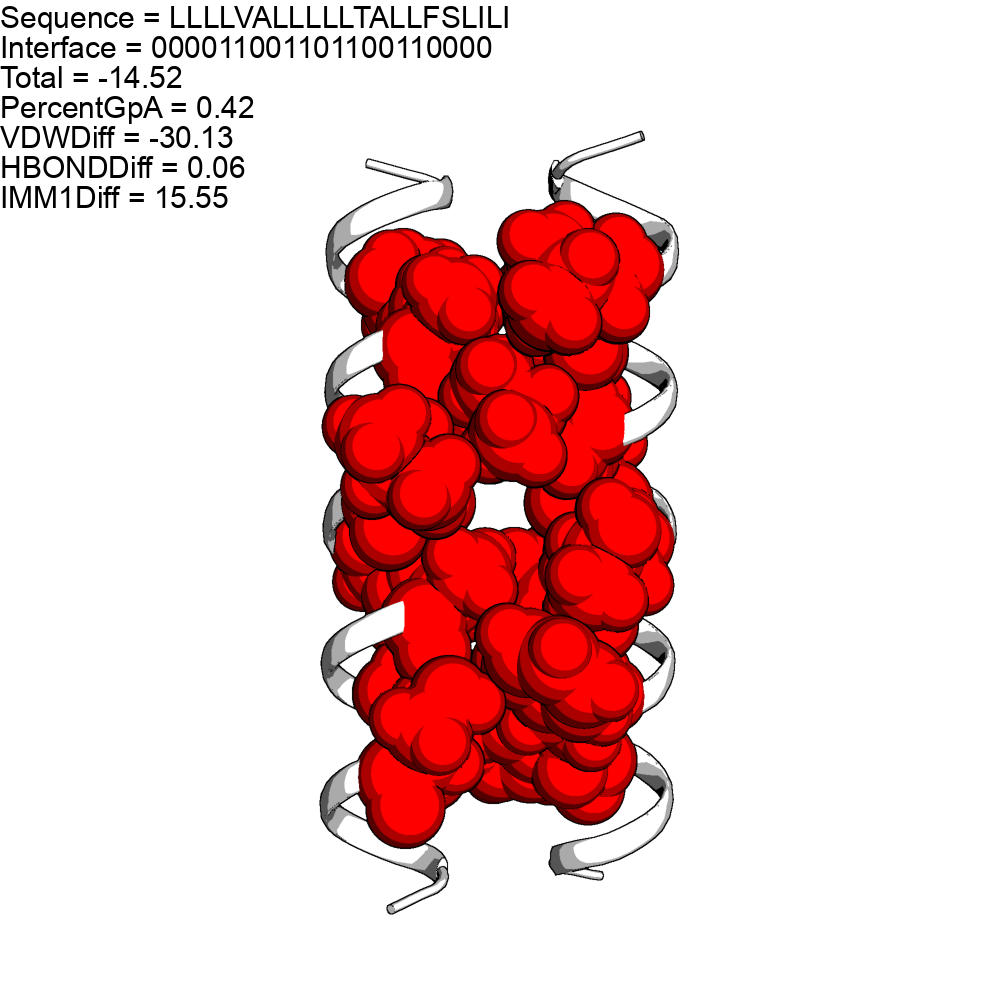 Sequence = LLLLVALLLLLTALLFSLILI
Interface = 000011001101100110000
Total = -14.52
PercentGpA = 0.42
VDWDiff = -30.13
HBONDDiff = 0.06
IMM1Diff = 15.55